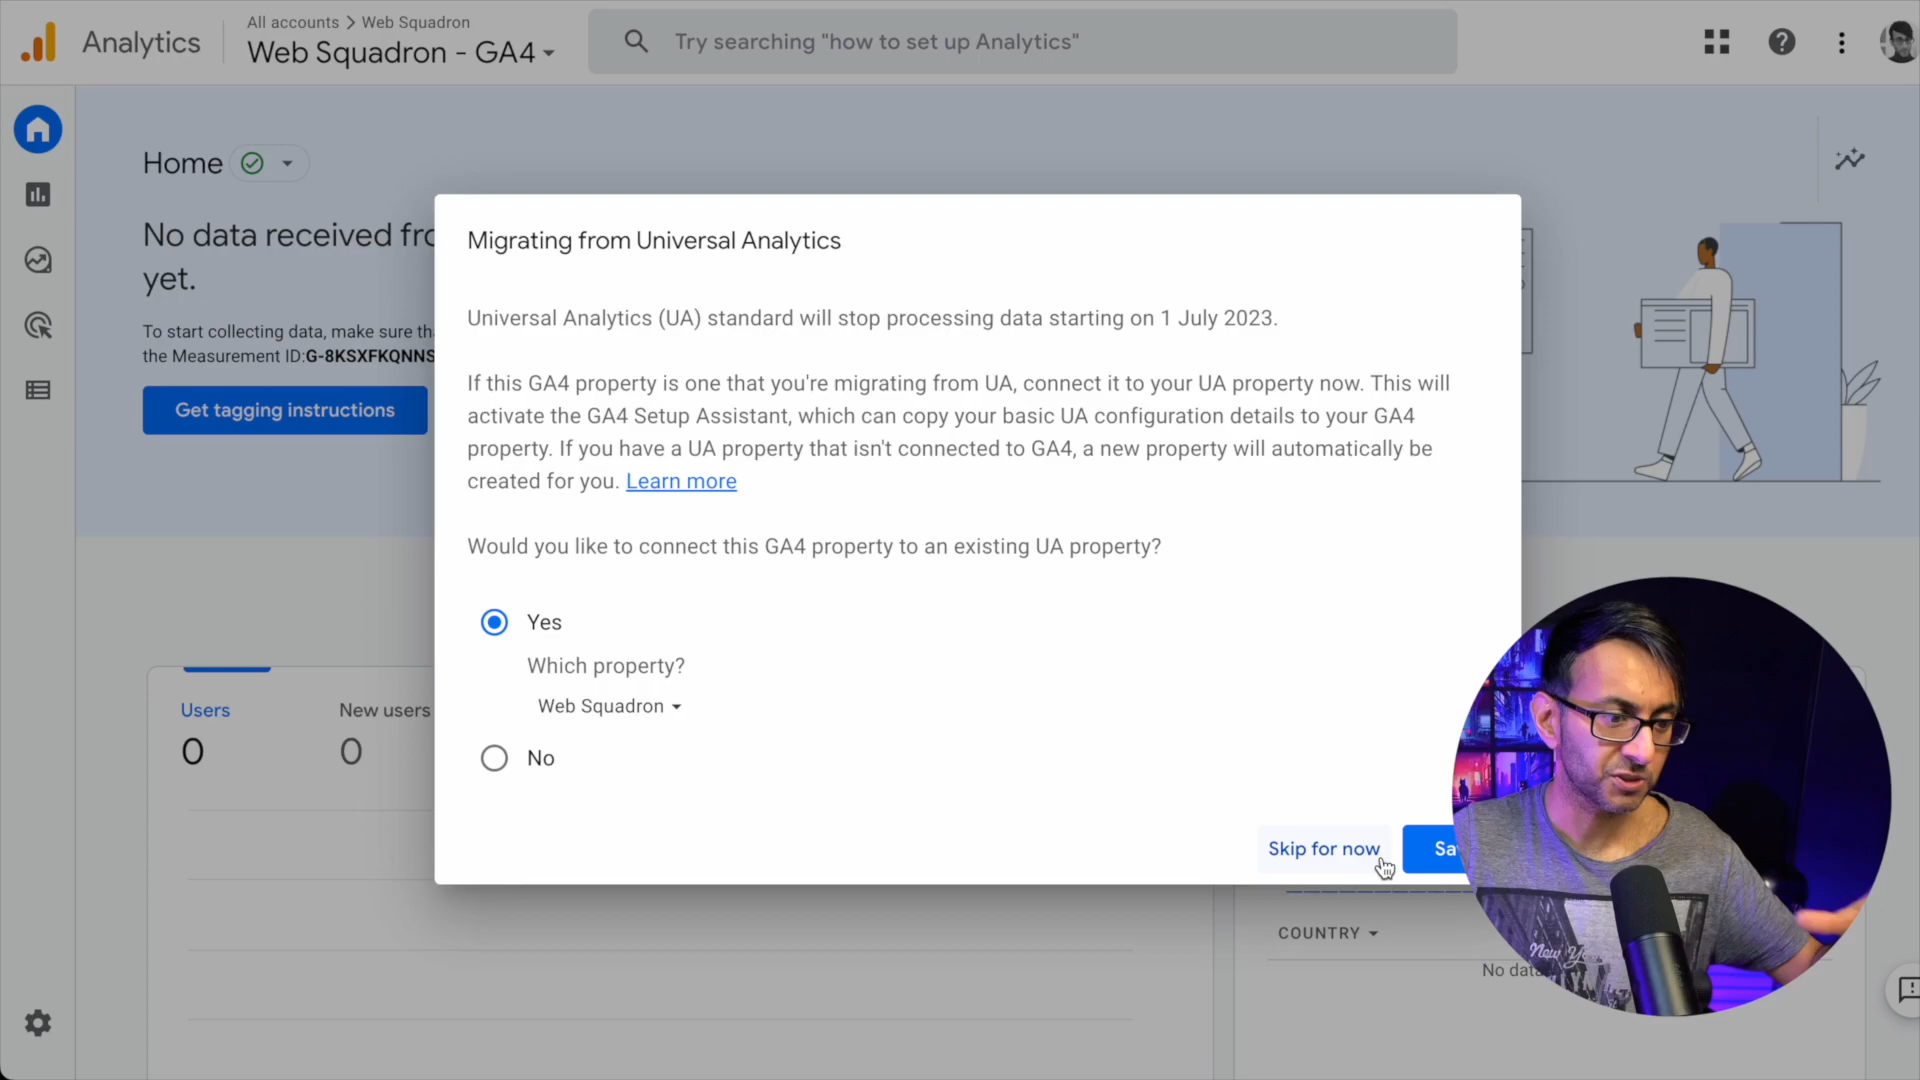 All accounts > Web Squadron
Analytics
Web Squadron - GA4
Try searching "how to set up Analytics"
Home
No data received
yet.
To start collecting data, make sure
the Measurement ID:G-8KSXFKQNNS
Get tagging instructions
Migrating from Universal Analytics
Universal Analytics (UA) standard will stop processing data starting on 1 July 2023.
If this GA4 property is one that you're migrating from UA, connect it to your UA property now. This will
activate the GA4 Setup Assistant, which can copy your basic UA configuration details to your GA4
property. If you have a UA property that isn't connected to GA4, a new property will automatically be
created for you. Learn more
Would you like to connect this GA4 property to an existing UA property?
Yes
Which property?
Web Squadron
No
Skip for now
Users
New users
0
0
COUNTRY
No data
New